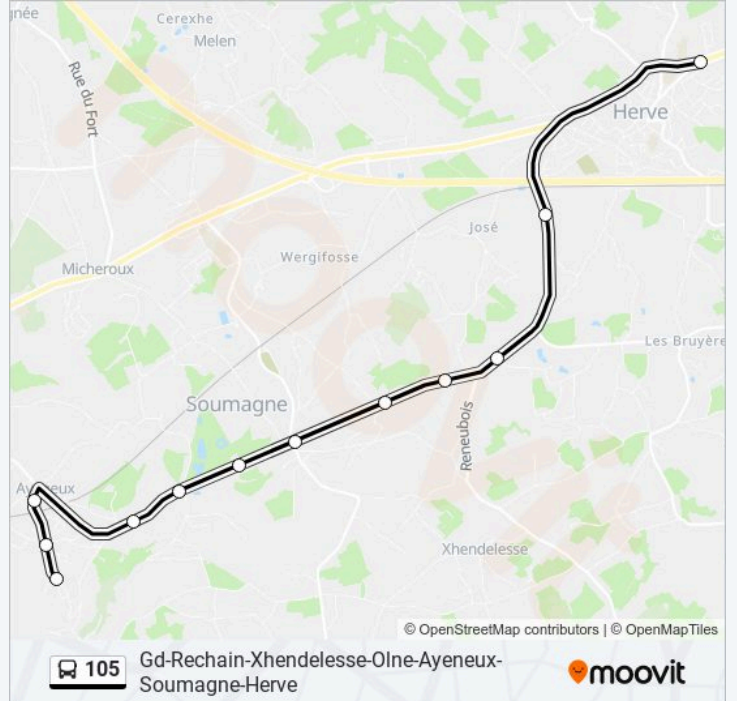 gnée
Cerexhe
Melen
Rue du Fort
Herve
José
Wergifosse
Micheroux
Les Bruyère
Soumagne
Reneubois
Ayeneux
Xhendelesse
© OpenStreetMap contributors | © OpenMapTiles
105
Gd-Rechain-Xhendelesse-Olne-Ayeneux-
Soumagne-Herve
moovit